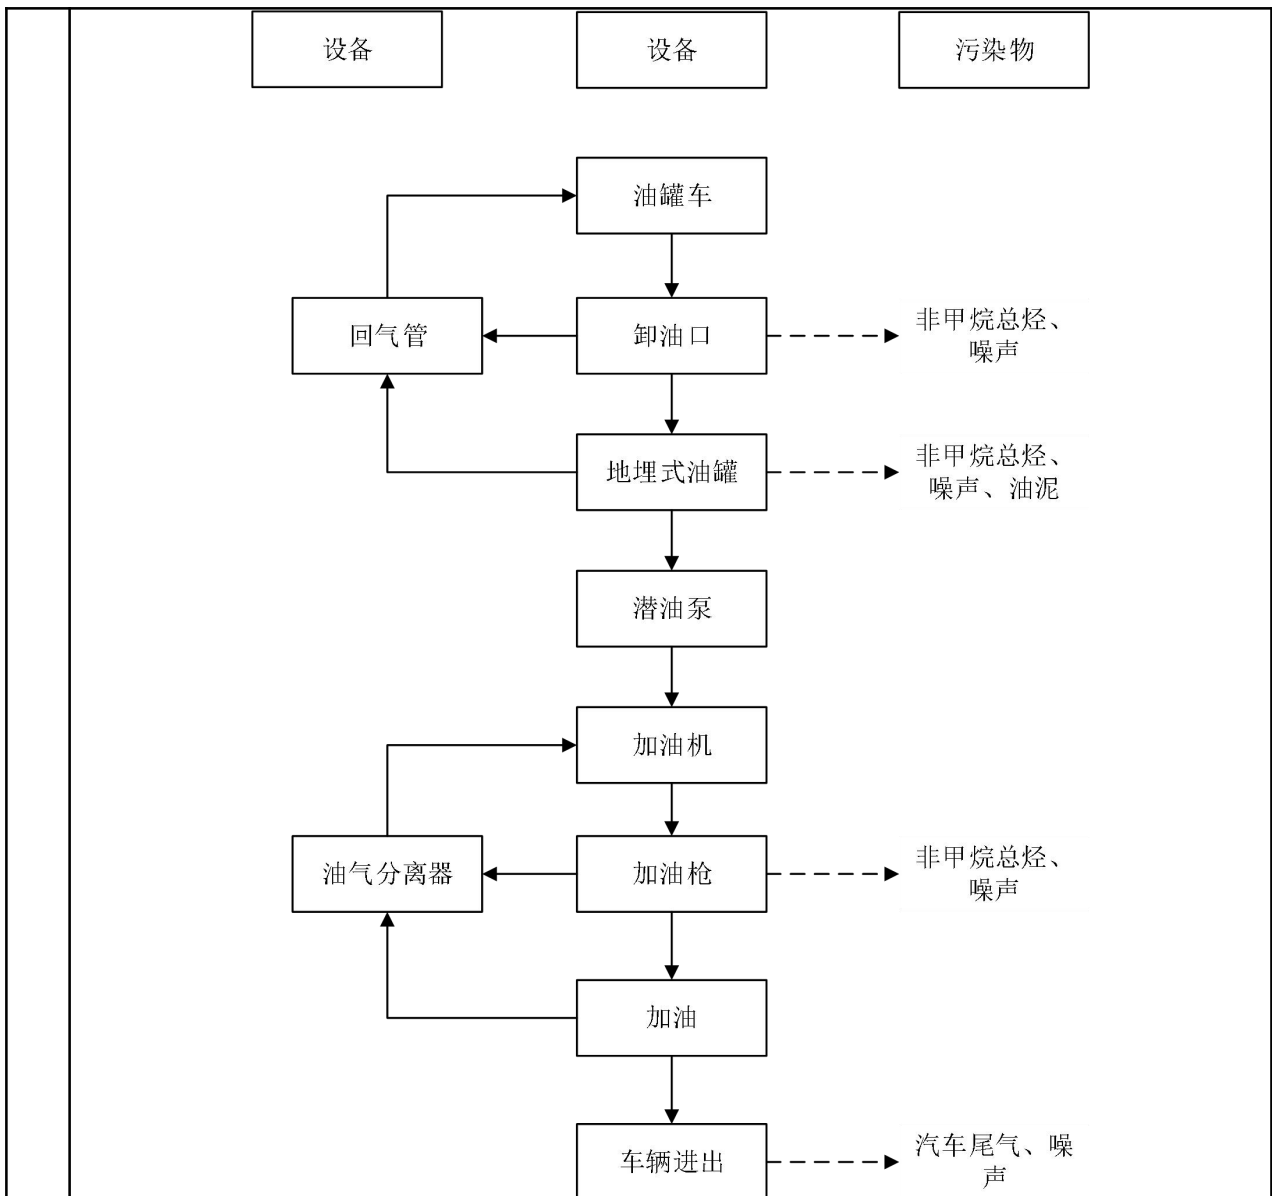 设备
设备
污染物
油罐车
回气管
卸油口
非甲烷总烃、
噪声
地埋式油罐
非甲烷总烃、
噪声、油泥
潜油泵
加油机
油气分离器
加油枪
非甲烷总烃、
噪声
加油
车辆进出
汽车尾气、噪
声